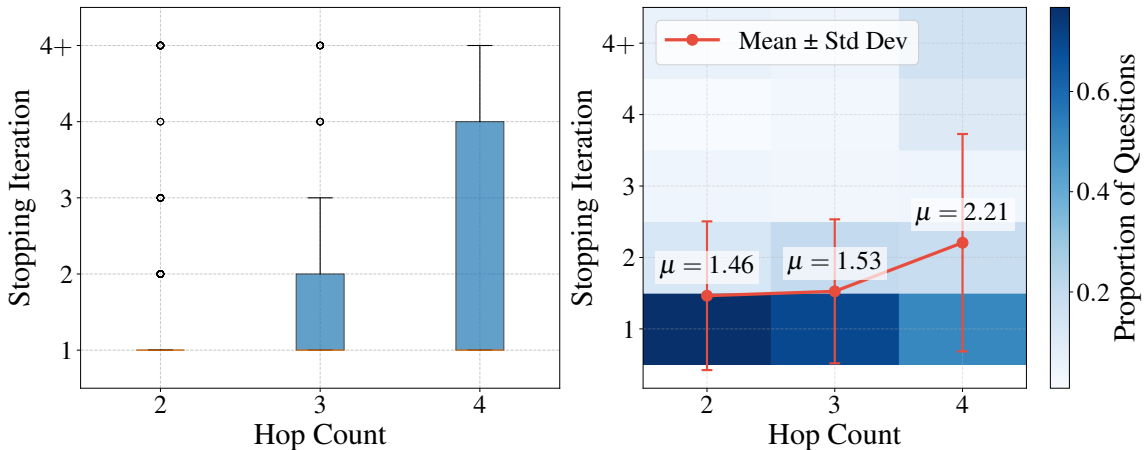 Stopping Iteration
4+
4
3
2
1
2
3
4
Hop Count
Stopping Iteration
4+
4
3
2
1
Mean ± Std Dev
μ = 1.46
μ = 1.53
μ = 2.21
2
3
4
Hop Count
0.6
0.4
0.2
Proportion of Questions